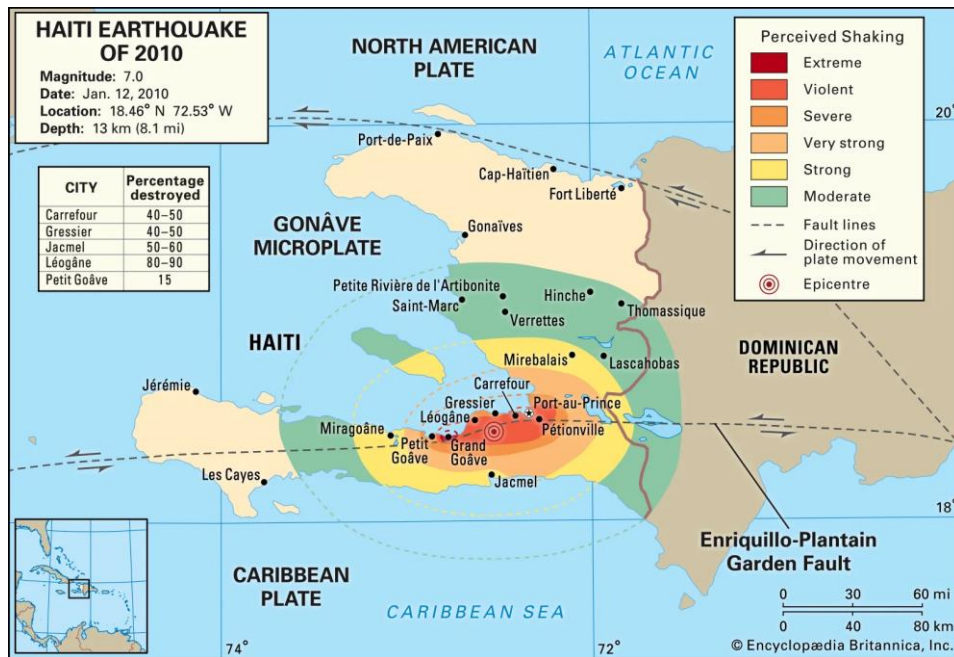 HAITI EARTHQUAKE
OF 2010
Magnitude: 7.0
Date: Jan. 12, 2010
Location: 18.46° N 72.53° W
Depth: 13 km (8.1 mi)
CITY Percentage destroyed
Carrefour 40–50
Gressier 40–50
Jacmel 50–60
Léogâne 80–90
Petit Goâve 15
NORTH AMERICAN
PLATE
ATLANTIC
OCEAN
Perceived Shaking
Extreme
Violent
Severe
Very strong
Strong
Moderate
Fault lines
Direction of
plate movement
Epicentre
20°
Port-de-Paix
Cap-Haïtien
Fort Liberté
GONÂVE
MICROPLATE
Gonaïves
Petite Rivière de l'Artibonite
Saint-Marc
Verrettes
Hinche
Thomassique
HAITI
Mirebalais
Lascahobas
DOMINICAN
REPUBLIC
Jérémie
Carrefour
Gressier
Port-au-Prince
Léogâne
Pétionville
Miragoâne
Petit
Goâve
Grand
Goâve
Les Cayes
Jacmel
18°
Enriquillo-Plantain
Garden Fault
CARIBBEAN
PLATE
CARIBBEAN SEA
74°
72°
0 30 60 mi
0 40 80 km
© Encyclopædia Britannica, Inc.